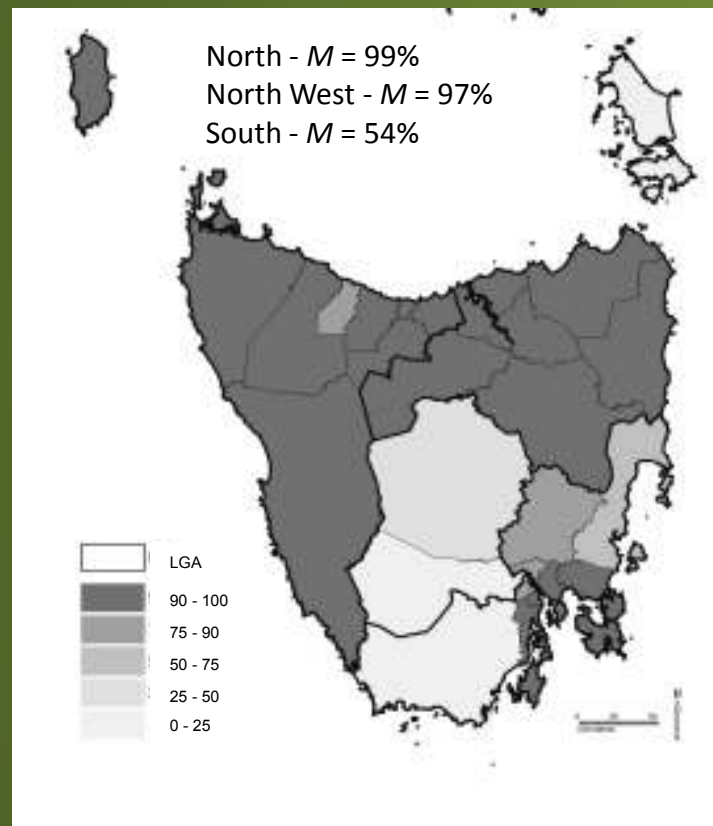 North - M = 99%
North West - M = 97%
South - M = 54%
LGA
90 - 100
75 - 90
50 - 75
25 - 50
0 - 25